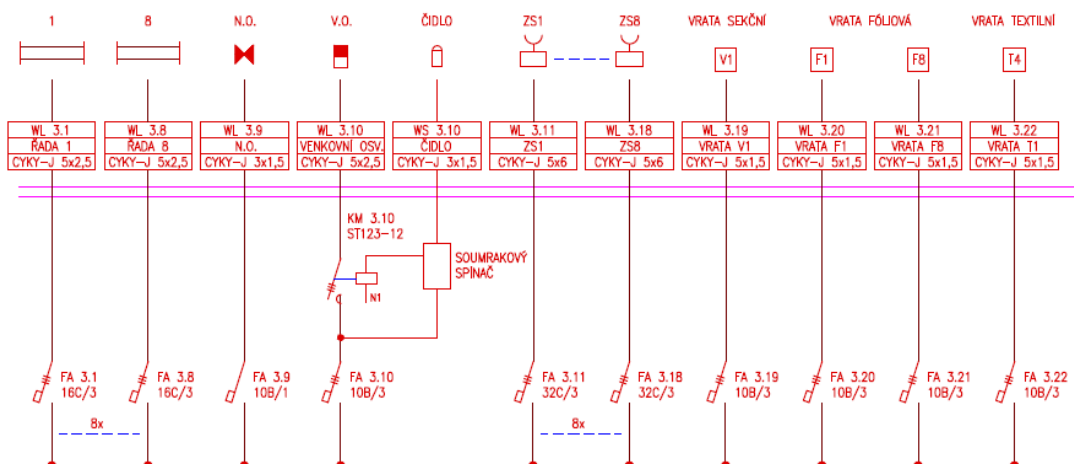 1 8 N.O. V.O. ČIDLO ZS1 ZS8 VRATA SEKČNÍ VRATA FÓLIOVÁ VRATA TEXTILNÍ
V1 F1 F8 T4
WL 3.1 WL 3.8 WL 3.9 WL 3.10 WS 3.10 WL 3.11 WL 3.18 WL 3.19 WL 3.20 WL 3.21 WL 3.22
ŘADA 1 ŘADA 8 N.O. VENKOVNÍ OSV. ČIDLO ZS1 ZS8 VRATA V1 VRATA F1 VRATA F8 VRATA T1
CYKY-J 5x2,5 CYKY-J 5x2,5 CYKY-J 3x1,5 CYKY-J 5x2,5 CYKY-J 3x1,5 CYKY-J 5x6 CYKY-J 5x6 CYKY-J 5x1,5 CYKY-J 5x1,5 CYKY-J 5x1,5 CYKY-J 5x1,5
KM 3.10
ST123-12
SOUMRAKOVÝ
SPÍNAČ
N1
FA 3.1 FA 3.8 FA 3.9 FA 3.10 FA 3.11 FA 3.18 FA 3.19 FA 3.20 FA 3.21 FA 3.22
16C/3 16C/3 10B/1 10B/3 32C/3 32C/3 10B/3 10B/3 10B/3 10B/3
8x 8x